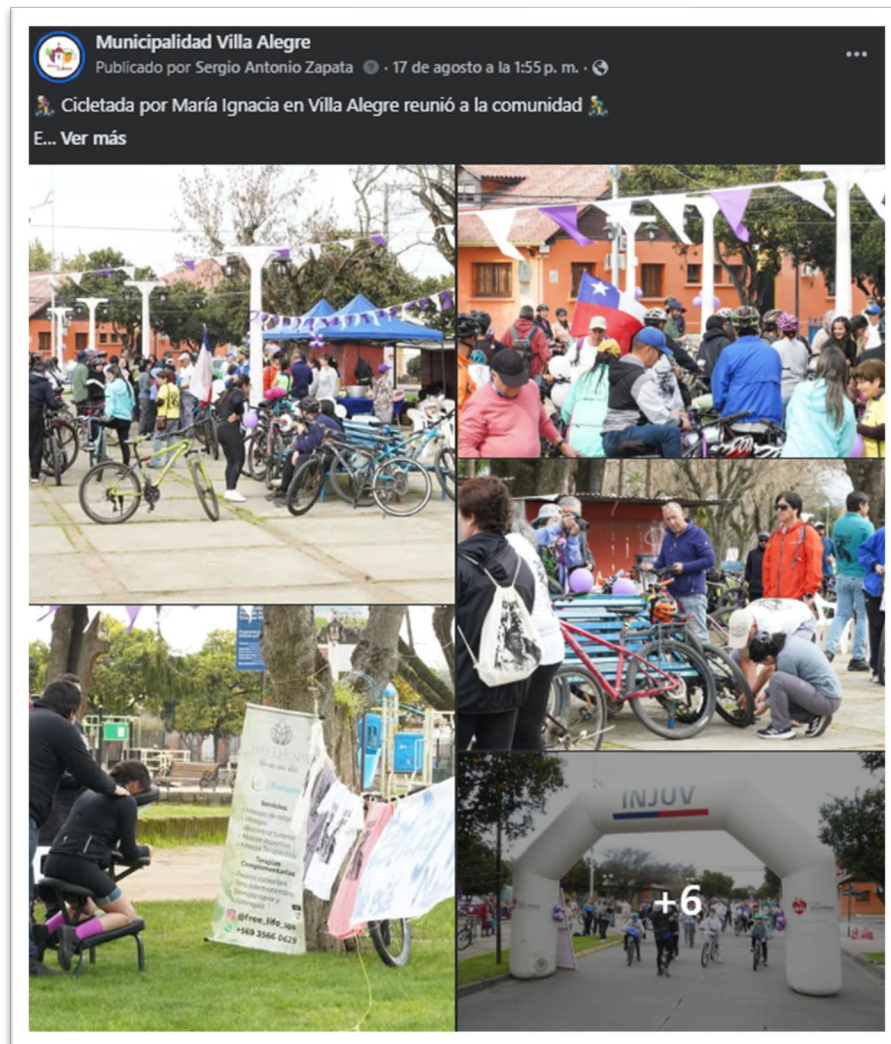 Municipalidad Villa Alegre
Publicado por Sergio Antonio Zapata · 17 de agosto a la 1:55 p. m. ·
Cicletada por María Ignacia en Villa Alegre reunió a la comunidad
E... Ver más
Servicios
Terapias
Complementarias
@free_life_spa
+569 3566 0629
INJUV
+6